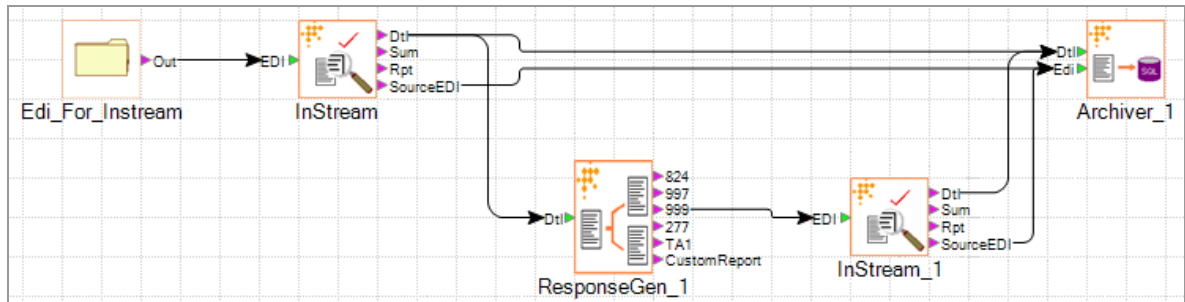 Out
Edi_For_Instream
EDI
Dtl
Sum
Rpt
SourceEDI
InStream
Dtl
Edi
SQL
Archiver_1
Dtl
824
997
999
277
TA1
CustomReport
ResponseGen_1
EDI
Dtl
Sum
Rpt
SourceEDI
InStream_1